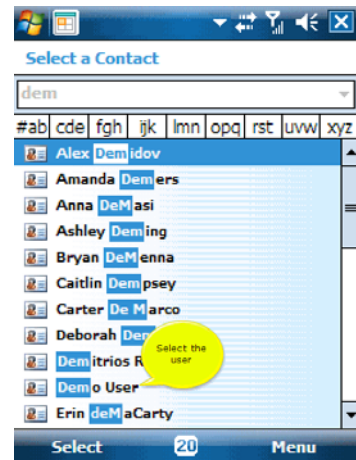 Select a Contact
dem
#ab cde fgh ijk lmn opq rst uvw xyz
Alex Demidov
Amanda Demers
Anna DeMasi
Ashley Deming
Bryan DeMenna
Caitlin Dempsey
Carter De Marco
Deborah
Demitrios
Demo User
Erin deMaCarty
Select the
user
Select 20 Menu